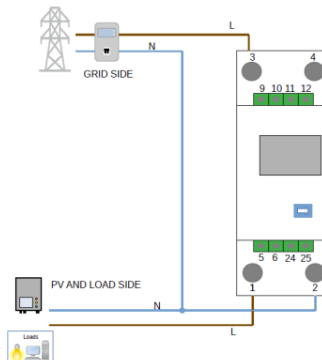 L
N
GRID SIDE
3 4
9 10 11 12
5 6 24 25
1 2
PV AND LOAD SIDE
N
L
Loads